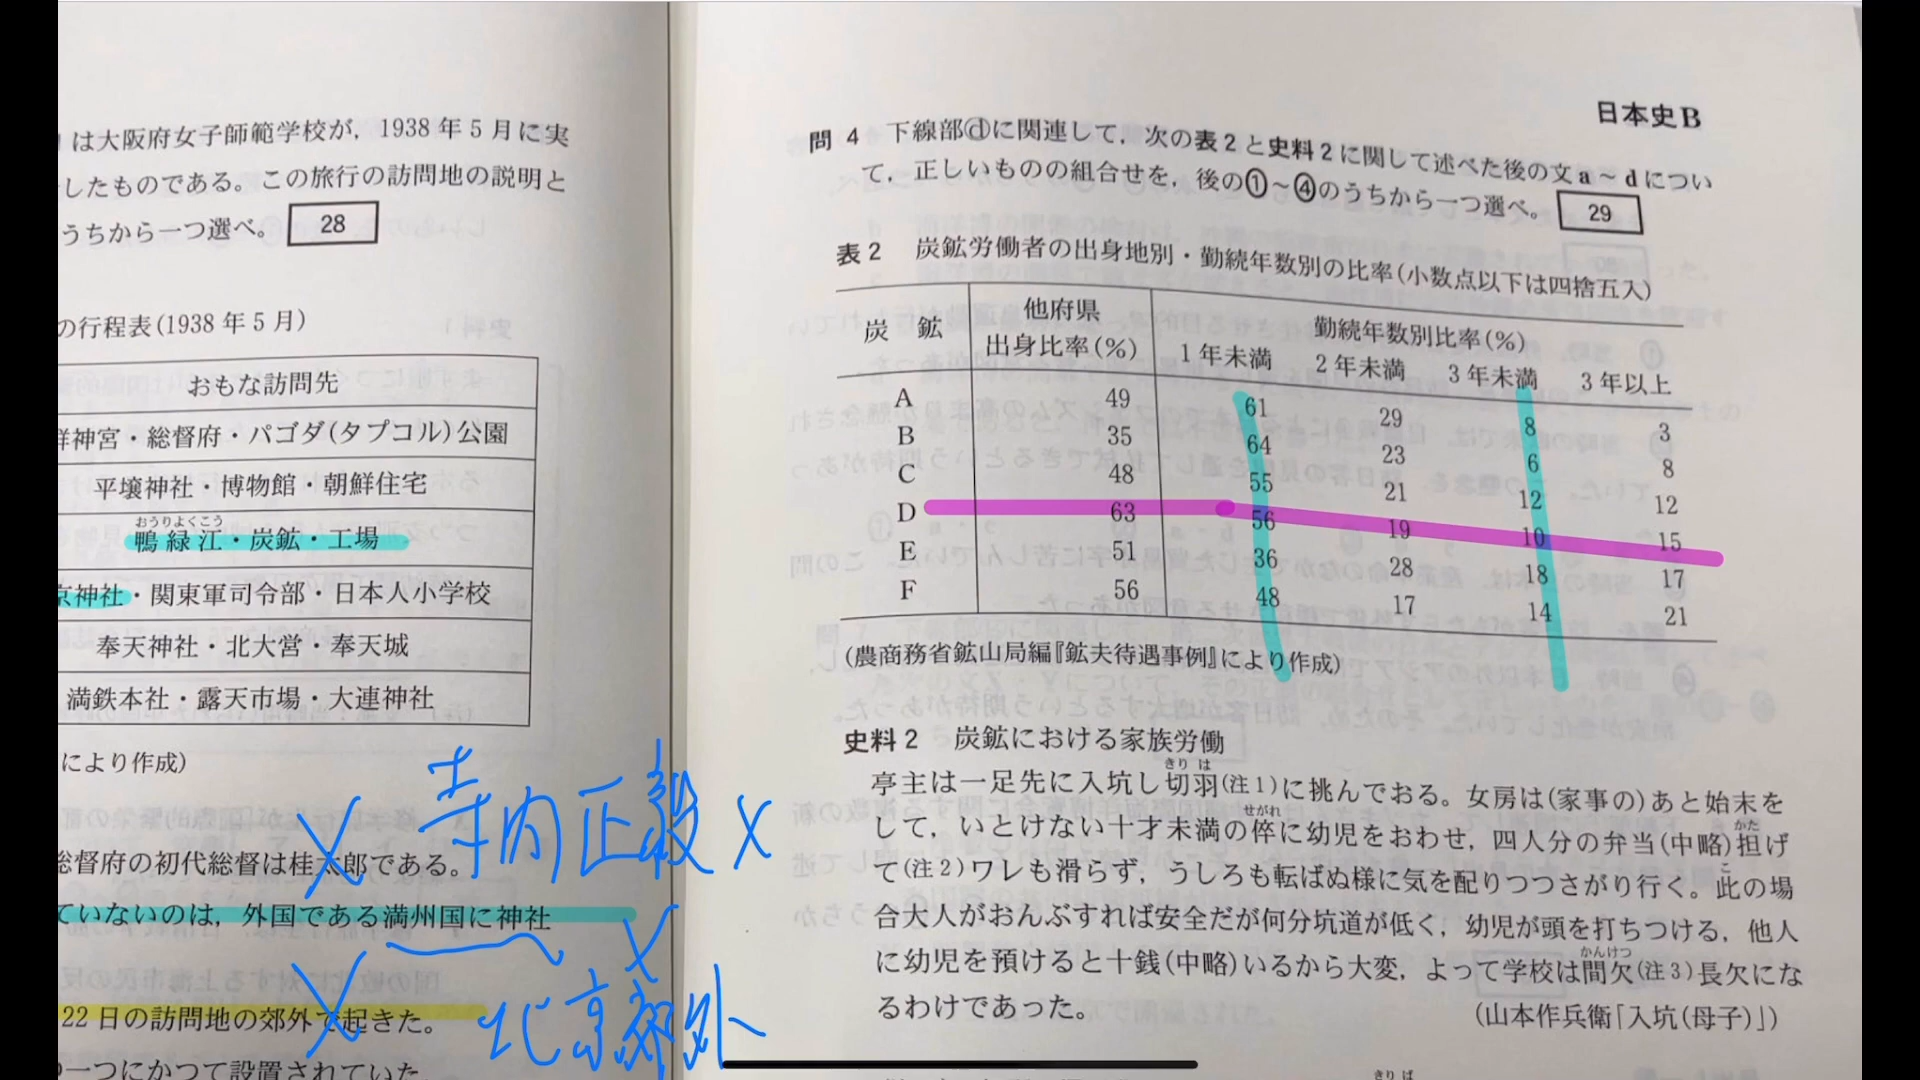 は大阪府女子師範学校が，1938年5月に実
したものである。この旅行の訪問地の説明と
うちから一つ選べ。 28
の行程表(1938年5月)
おもな訪問先
神宮・総督府・パゴダ(タプコル)公園
平壌神社・博物館・朝鮮住宅
おうりよくこう
鴨緑江・炭鉱・工場
京神社・関東軍司令部・日本人小学校
奉天神社・北大営・奉天城
満鉄本社・露天市場・大連神社
により作成)
寺内正毅 X
X
総督府の初代総督は桂太郎である。
ていないのは，外国である満州国に神社
X
X
22日の訪問地の郊外で起きた。
北京郊外
一つにかつて設置されていた。
日本史B
問4 下線部ⓓに関連して，次の表2と史料2に関して述べた後の文a～dについ
て，正しいものの組合せを，後の①～④のうちから一つ選べ。 29
表2 炭鉱労働者の出身地別・勤続年数別の比率(小数点以下は四捨五入)
炭鉱 他府県出身比率(%) 勤続年数別比率(%)
1年未満 2年未満 3年未満 3年以上
A 49 61 29 8 3
B 35 64 23 6 8
C 48 55 21 12 12
D 63 56 19 10 15
E 51 36 28 18 17
F 56 48 17 14 21
(農商務省鉱山局編『鉱夫待遇事例』により作成)
史料2 炭鉱における家族労働
きりは
亭主は一足先に入坑し切羽(注1)に挑んでおる。女房は(家事の)あと始末を
せがれ
して，いとけない十才未満の倅に幼児をおわせ，四人分の弁当(中略)担げ
かた
て(注2)ワレも滑らず，うしろも転ばぬ様に気を配りつつさがり行く。此の場
こ
合大人がおんぶすれば安全だが何分坑道が低く，幼児が頭を打ちつける，他人
に幼児を預けると十銭(中略)いるから大変，よって学校は間欠(注3)長欠にな
かんけつ
るわけであった。
(山本作兵衛「入坑(母子)」)
きりば